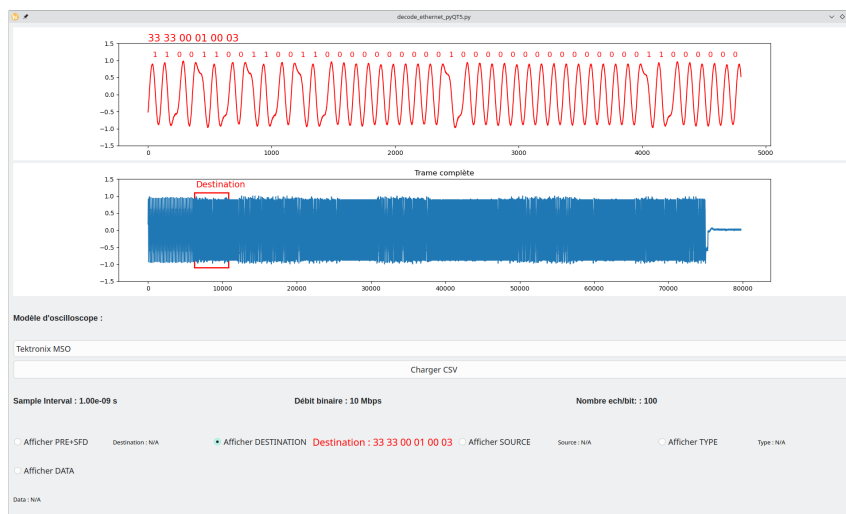 decode_ethernet_pyQT5.py
33 33 00 01 00 03
1 1 0 0 1 1 0 0 1 1 0 0 1 1 0 0 0 0 0 0 0 0 0 0 1 0 0 0 0 0 0 0 0 0 0 0 0 0 0 0 1 1 0 0 0 0 0 0
1.5
1.0
0.5
0.0
−0.5
−1.0
−1.5
0 1000 2000 3000 4000 5000
Trame complète
Destination
1.5
1.0
0.5
0.0
−0.5
−1.0
−1.5
0 10000 20000 30000 40000 50000 60000 70000 80000
Modèle d'oscilloscope :
Tektronix MSO
Charger CSV
Sample Interval : 1.00e-09 s Débit binaire : 10 Mbps Nombre ech/bit: : 100
Afficher PRE+SFD Destination : N/A Afficher DESTINATION Destination : 33 33 00 01 00 03 Afficher SOURCE Source : N/A Afficher TYPE Type : N/A
Afficher DATA
Data : N/A